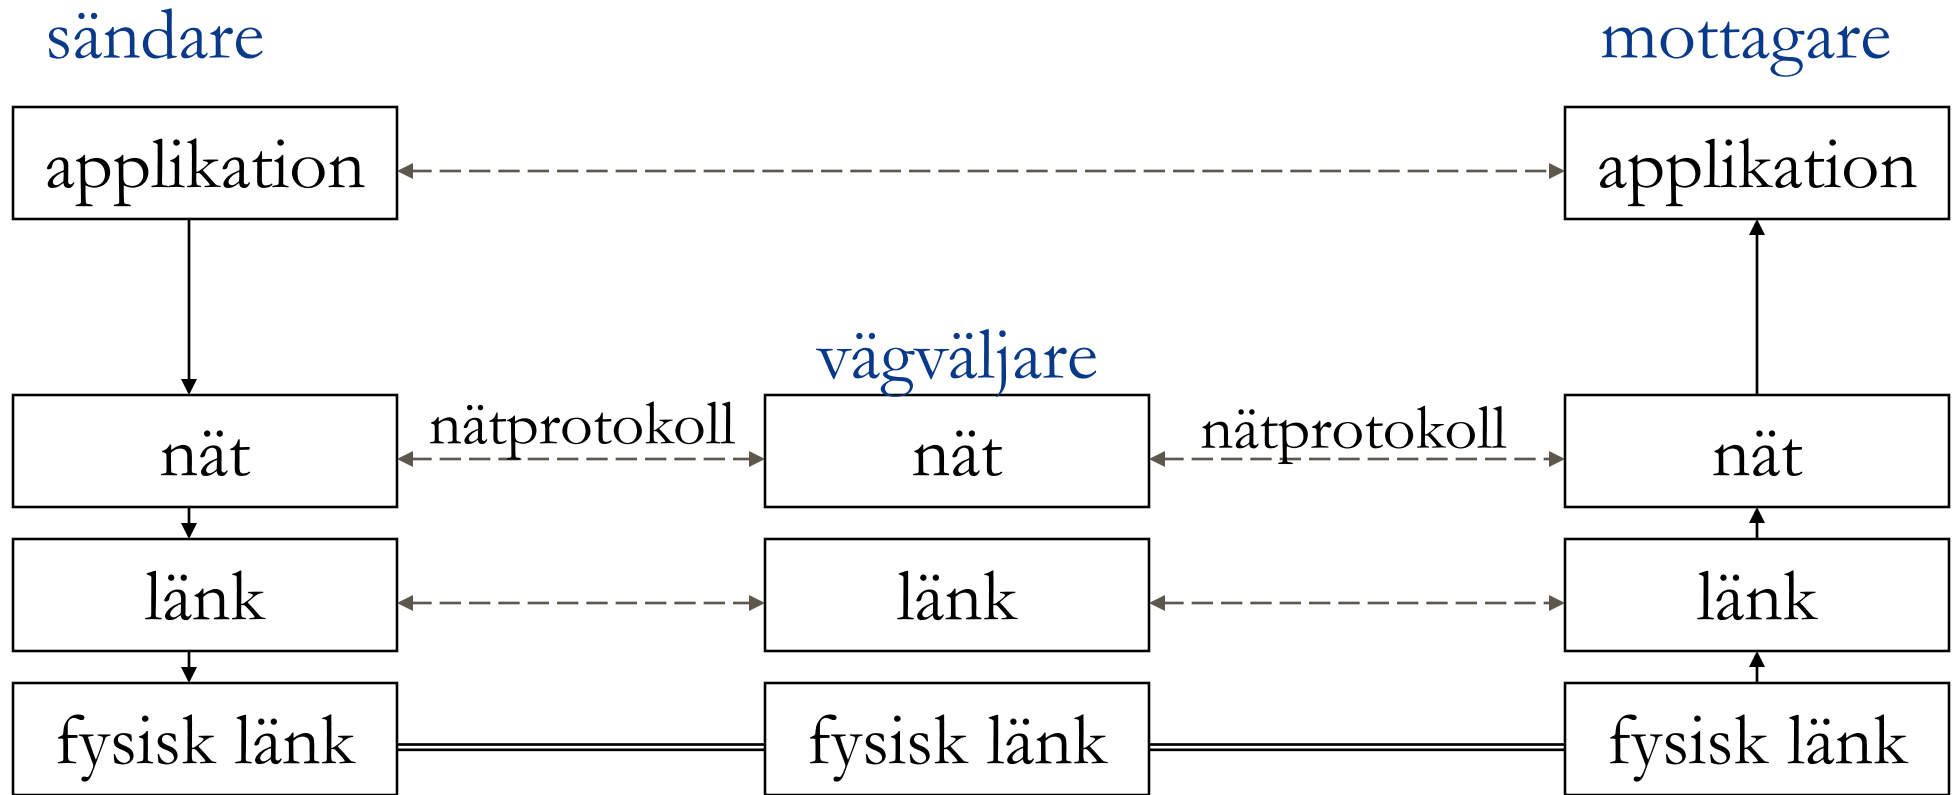 sändare
mottagare
applikation
applikation
vägväljare
nät
nätprotokoll
nät
nätprotokoll
nät
länk
länk
länk
fysisk länk
fysisk länk
fysisk länk